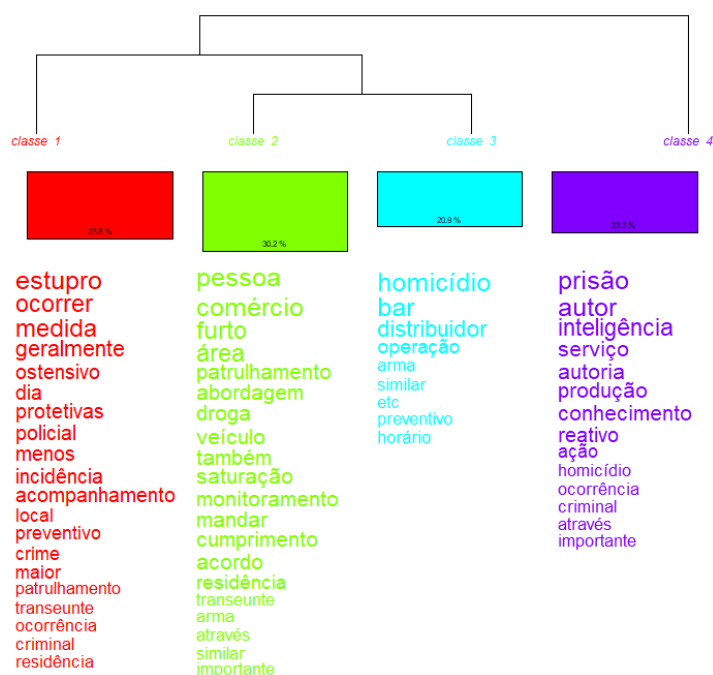 classe 1
classe 2
classe 3
classe 4
25.6 %
30.2 %
20.9 %
23.3 %
estupro
ocorrer
medida
geralmente
ostensivo
dia
protetivas
policial
menos
incidência
acompanhamento
local
preventivo
crime
maior
patrulhamento
transeunte
ocorrência
criminal
residência
pessoa
comércio
furto
área
patrulhamento
abordagem
droga
veículo
também
saturação
monitoramento
mandar
cumprimento
acordo
residência
transeunte
arma
através
similar
importante
homicídio
bar
distribuidor
operação
arma
similar
etc
preventivo
horário
prisão
autor
inteligência
serviço
autoria
produção
conhecimento
reativo
ação
homicídio
ocorrência
criminal
através
importante